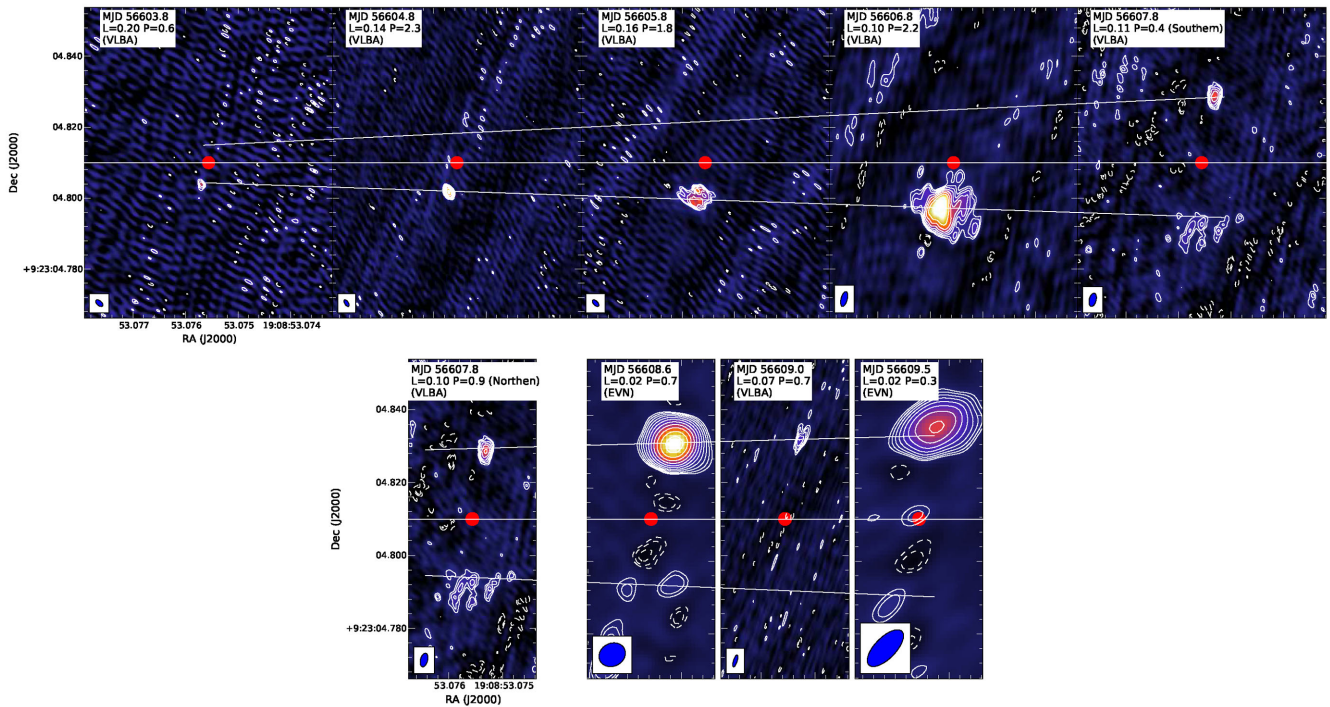 MJD 56603.8
L=0.20 P=0.6
(VLBA)
MJD 56604.8
L=0.14 P=2.3
(VLBA)
MJD 56605.8
L=0.16 P=1.8
(VLBA)
MJD 56606.8
L=0.10 P=2.2
(VLBA)
MJD 56607.8
L=0.11 P=0.4 (Southern)
(VLBA)
04.840
04.820
04.800
+9:23:04.780
Dec (J2000)
53.077 53.076 53.075 19:08:53.074
RA (J2000)
MJD 56607.8
L=0.10 P=0.9 (Northen)
(VLBA)
MJD 56608.6
L=0.02 P=0.7
(EVN)
MJD 56609.0
L=0.07 P=0.7
(VLBA)
MJD 56609.5
L=0.02 P=0.3
(EVN)
04.840
04.820
04.800
+9:23:04.780
Dec (J2000)
53.076 19:08:53.075
RA (J2000)